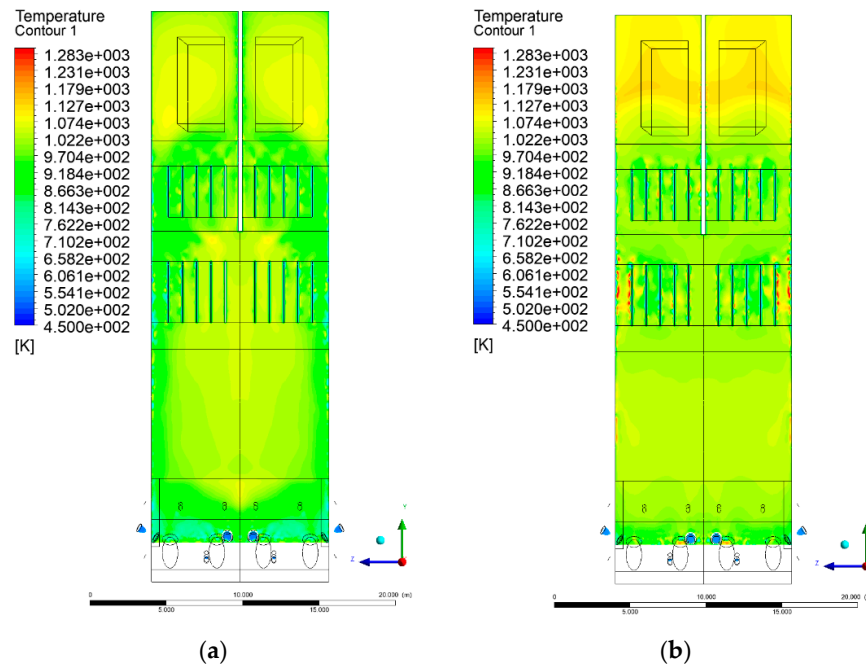 Temperature
Contour 1
1.283e+003
1.231e+003
1.179e+003
1.127e+003
1.074e+003
1.022e+003
9.704e+002
9.184e+002
8.663e+002
8.143e+002
7.622e+002
7.102e+002
6.582e+002
6.061e+002
5.541e+002
5.020e+002
4.500e+002
[K]
Y
Z
X
0
5.000
10.000
15.000
20.000 (m)
(a)
Temperature
Contour 1
1.283e+003
1.231e+003
1.179e+003
1.127e+003
1.074e+003
1.022e+003
9.704e+002
9.184e+002
8.663e+002
8.143e+002
7.622e+002
7.102e+002
6.582e+002
6.061e+002
5.541e+002
5.020e+002
4.500e+002
[K]
Y
Z
0
5.000
10.000
15.000
20.000 (m)
(b)